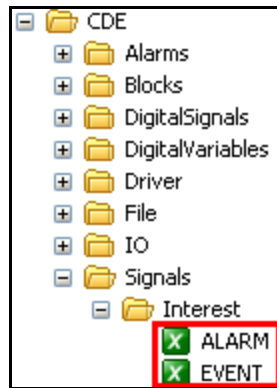 CDE
Alarms
Blocks
DigitalSignals
DigitalVariables
Driver
File
IO
Signals
Interest
ALARM
EVENT